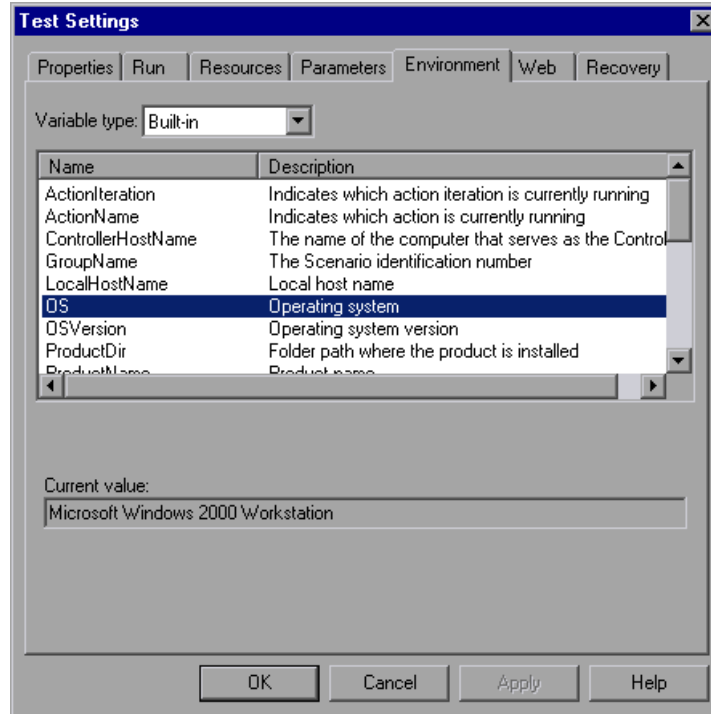 Test Settings
Properties Run Resources Parameters Environment Web Recovery
Variable type: Built-in
Name Description
ActionIteration Indicates which action iteration is currently running
ActionName Indicates which action is currently running
ControllerHostName The name of the computer that serves as the Control
GroupName The Scenario identification number
LocalHostName Local host name
OS Operating system
OSVersion Operating system version
ProductDir Folder path where the product is installed
ProductName Product name
Current value:
Microsoft Windows 2000 Workstation
OK Cancel Apply Help